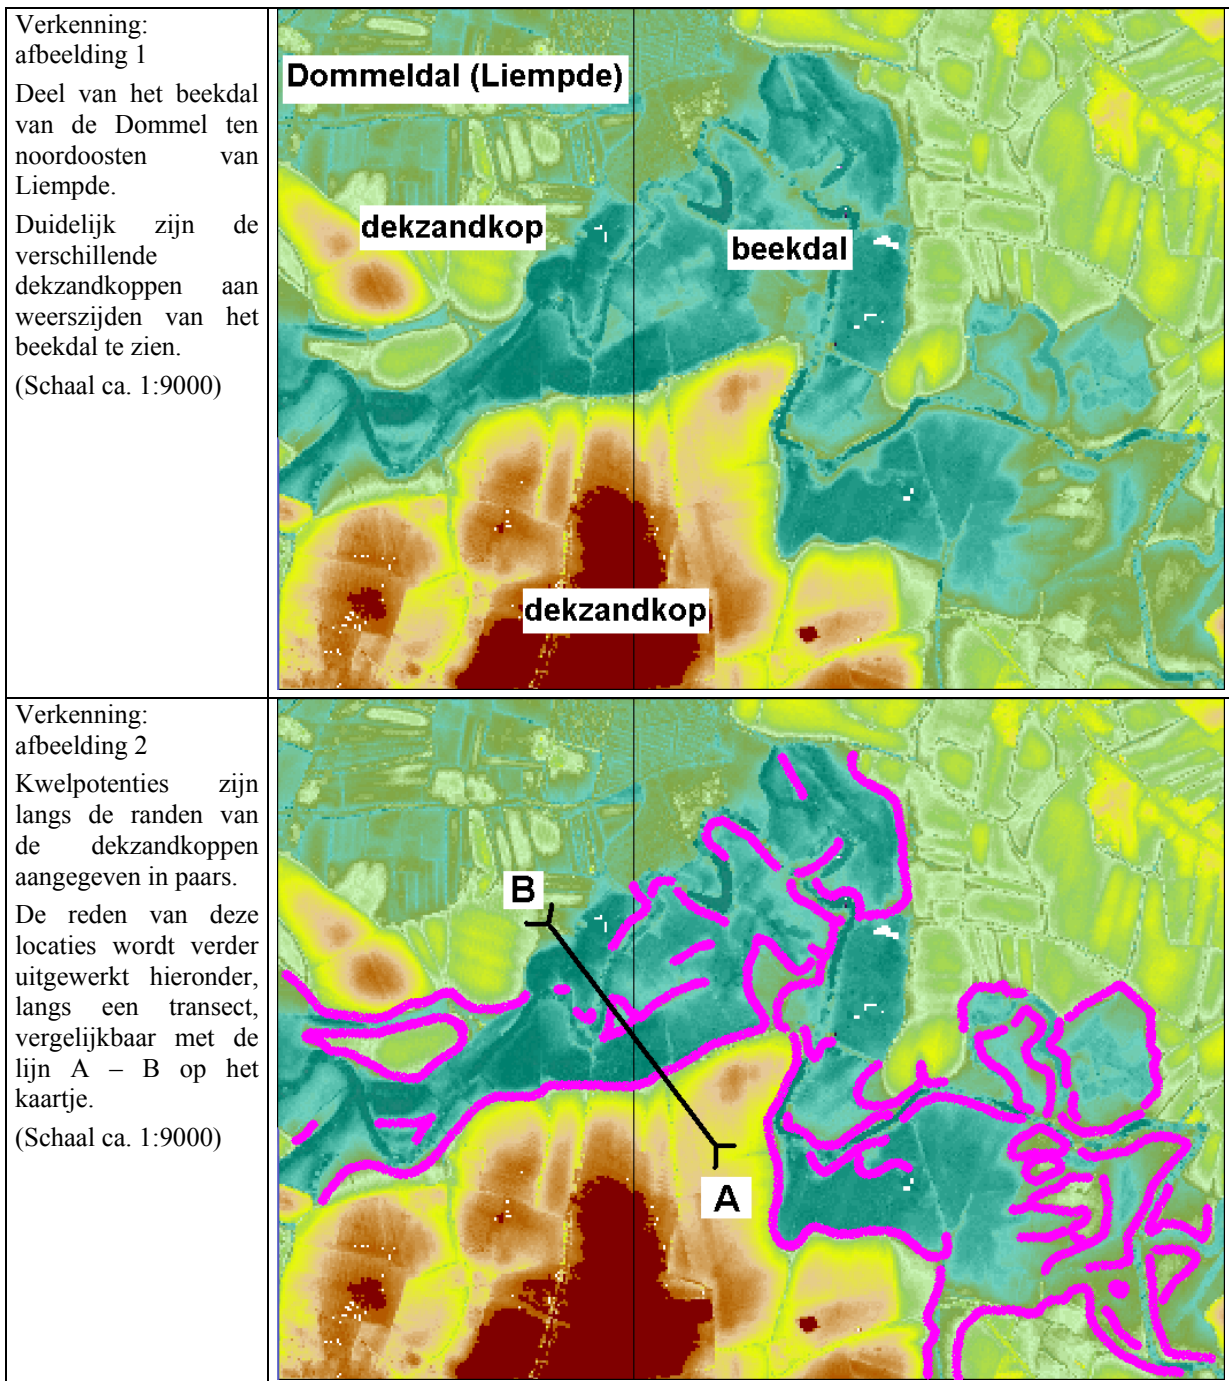 Verkenning:
afbeelding 1
Deel van het beekdal
van de Dommel ten
noordoosten van
Liempde.
Duidelijk zijn de
verschillende
dekzandkoppen aan
weerszijden van het
beekdal te zien.
(Schaal ca. 1:9000)
Dommeldal (Liempde)
dekzandkop
beekdal
dekzandkop
Verkenning:
afbeelding 2
Kwelpotenties zijn
langs de randen van
de dekzandkoppen
aangegeven in paars.
De reden van deze
locaties wordt verder
uitgewerkt hieronder,
langs een transect,
vergelijkbaar met de
lijn A – B op het
kaartje.
(Schaal ca. 1:9000)
B
A